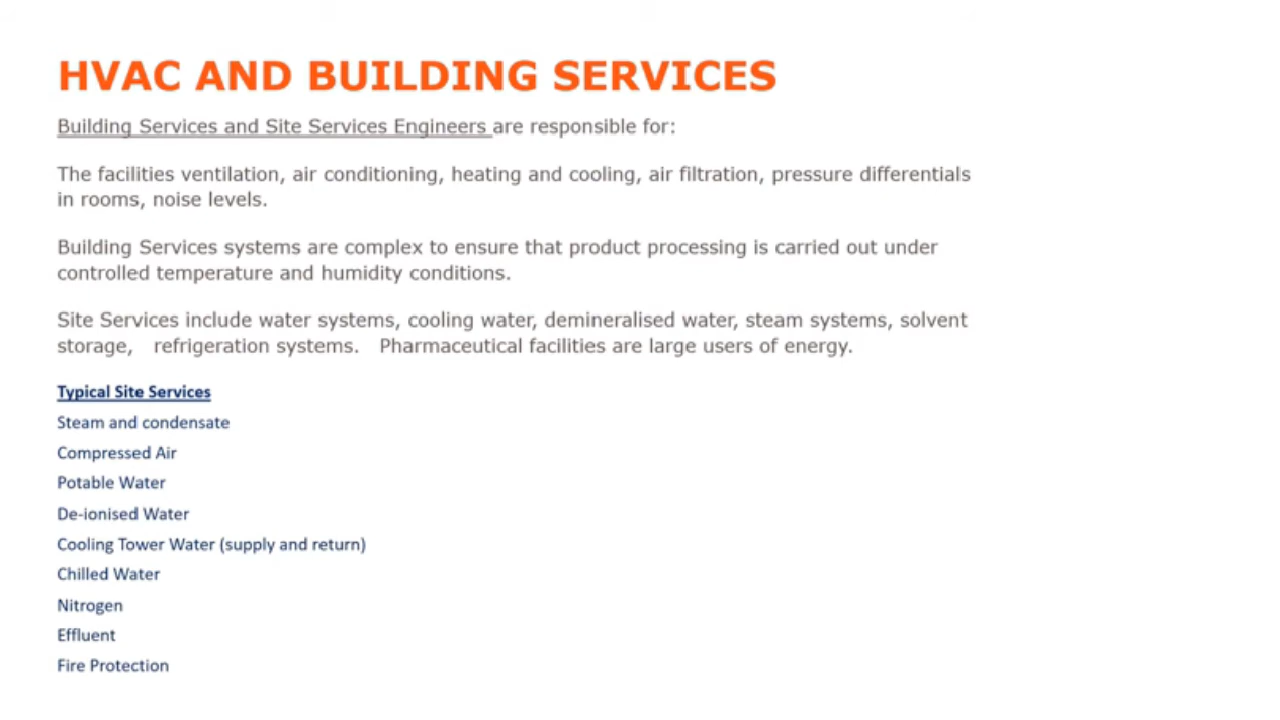 HVAC AND BUILDING SERVICES
Building Services and Site Services Engineers are responsible for:
The facilities ventilation, air conditioning, heating and cooling, air filtration, pressure differentials
in rooms, noise levels.
Building Services systems are complex to ensure that product processing is carried out under
controlled temperature and humidity conditions.
Site Services include water systems, cooling water, demineralised water, steam systems, solvent
storage,   refrigeration systems.   Pharmaceutical facilities are large users of energy.
Typical Site Services
Steam and condensate
Compressed Air
Potable Water
De-ionised Water
Cooling Tower Water (supply and return)
Chilled Water
Nitrogen
Effluent
Fire Protection